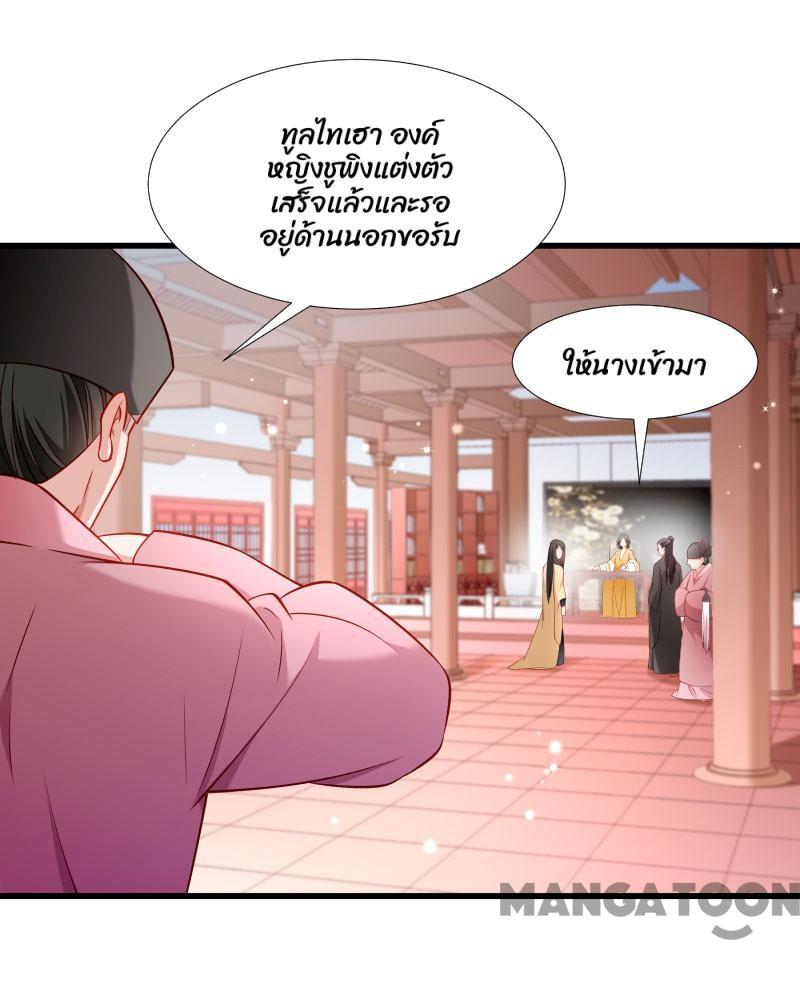 ทูลไทเฮา องค์
หญิงชูพิงแต่งตัว
เสร็จแล้วและรอ
อยู่ด้านนอกขอรับ
ให้นางเข้ามา
MANGATOON